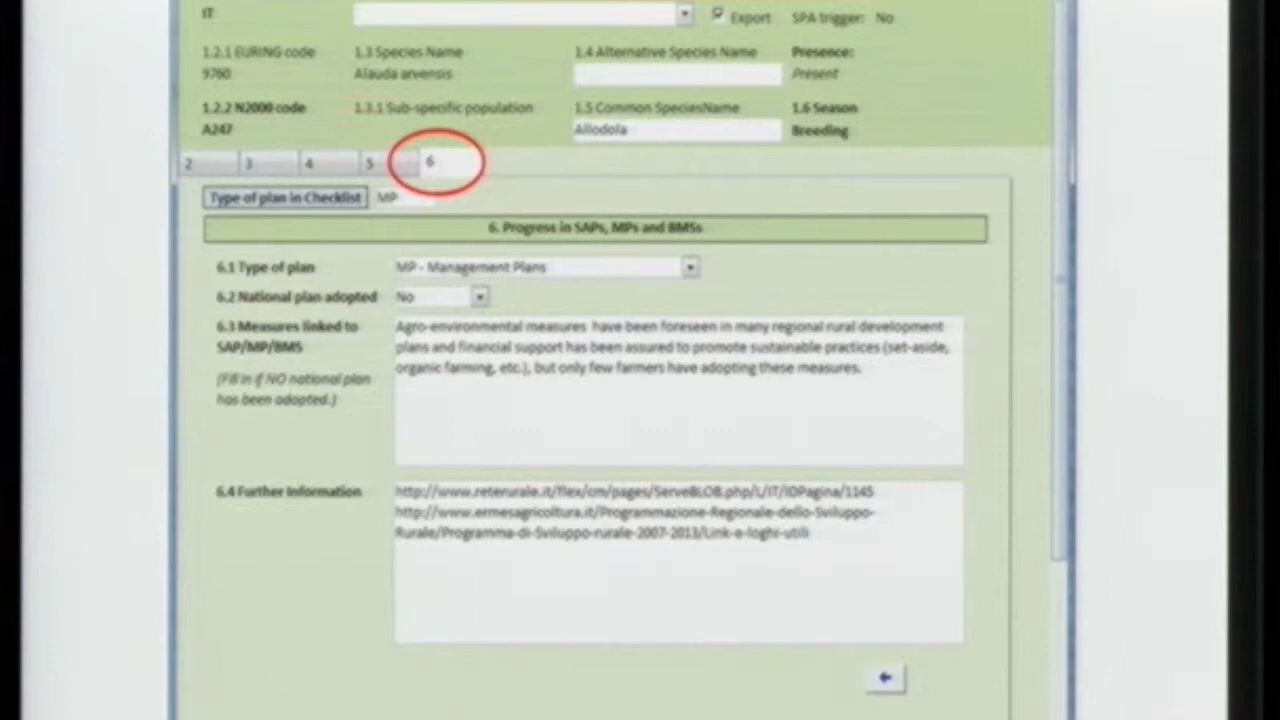 IT
Export SPA trigger: No
1.2.1 EURING code 1.3 Species Name 1.4 Alternative Species Name Presence:
9760 Alauda arvensis Present
1.2.2 N2000 code 1.3.1 Sub-specific population 1.5 Common SpeciesName 1.6 Season
A247 Allodola Breeding
2 3 4 5 6
Type of plan in Checklist MP
6. Progress in SAPs, MPs and BMSs
6.1 Type of plan MP - Management Plans
6.2 National plan adopted No
6.3 Measures linked to SAP/MP/BMS
(Fill in if NO national plan has been adopted.)
Agro-environmental measures have been foreseen in many regional rural development
plans and financial support has been assured to promote sustainable practices (set-aside,
organic farming, etc.), but only few farmers have adopting these measures.
6.4 Further Information
http://www.reterurale.it/flex/cm/pages/ServeBLOB.php/L/IT/IDPagina/1145
http://www.ermesagricoltura.it/Programmazione-Regionale-dello-Sviluppo-
Rurale/Programma-di-Sviluppo-rurale-2007-2013/Link-e-loghi-utili